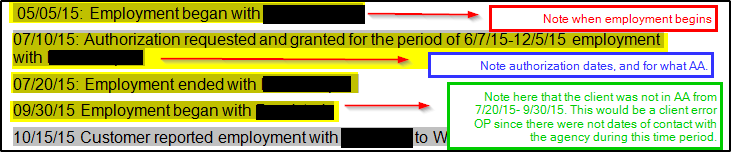 05/05/15: Employment began with
Note when employment begins
07/10/15: Authorization requested and granted for the period of 6/7/15-12/5/15 employment
with
Note authorization dates, and for what AA.
07/20/15: Employment ended with
09/30/15 Employment began with
Note here that the client was not in AA from
7/20/15- 9/30/15. This would be a client error
OP since there were not dates of contact with
the agency during this time period.
10/15/15 Customer reported employment with to W